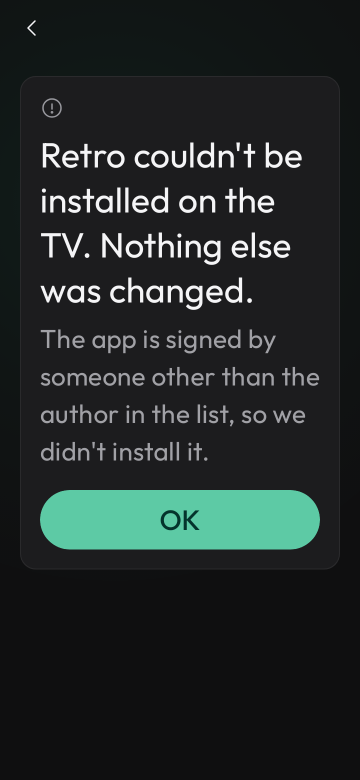 Retro couldn't be
installed on the
TV. Nothing else
was changed.
The app is signed by
someone other than the
author in the list, so we
didn't install it.
OK